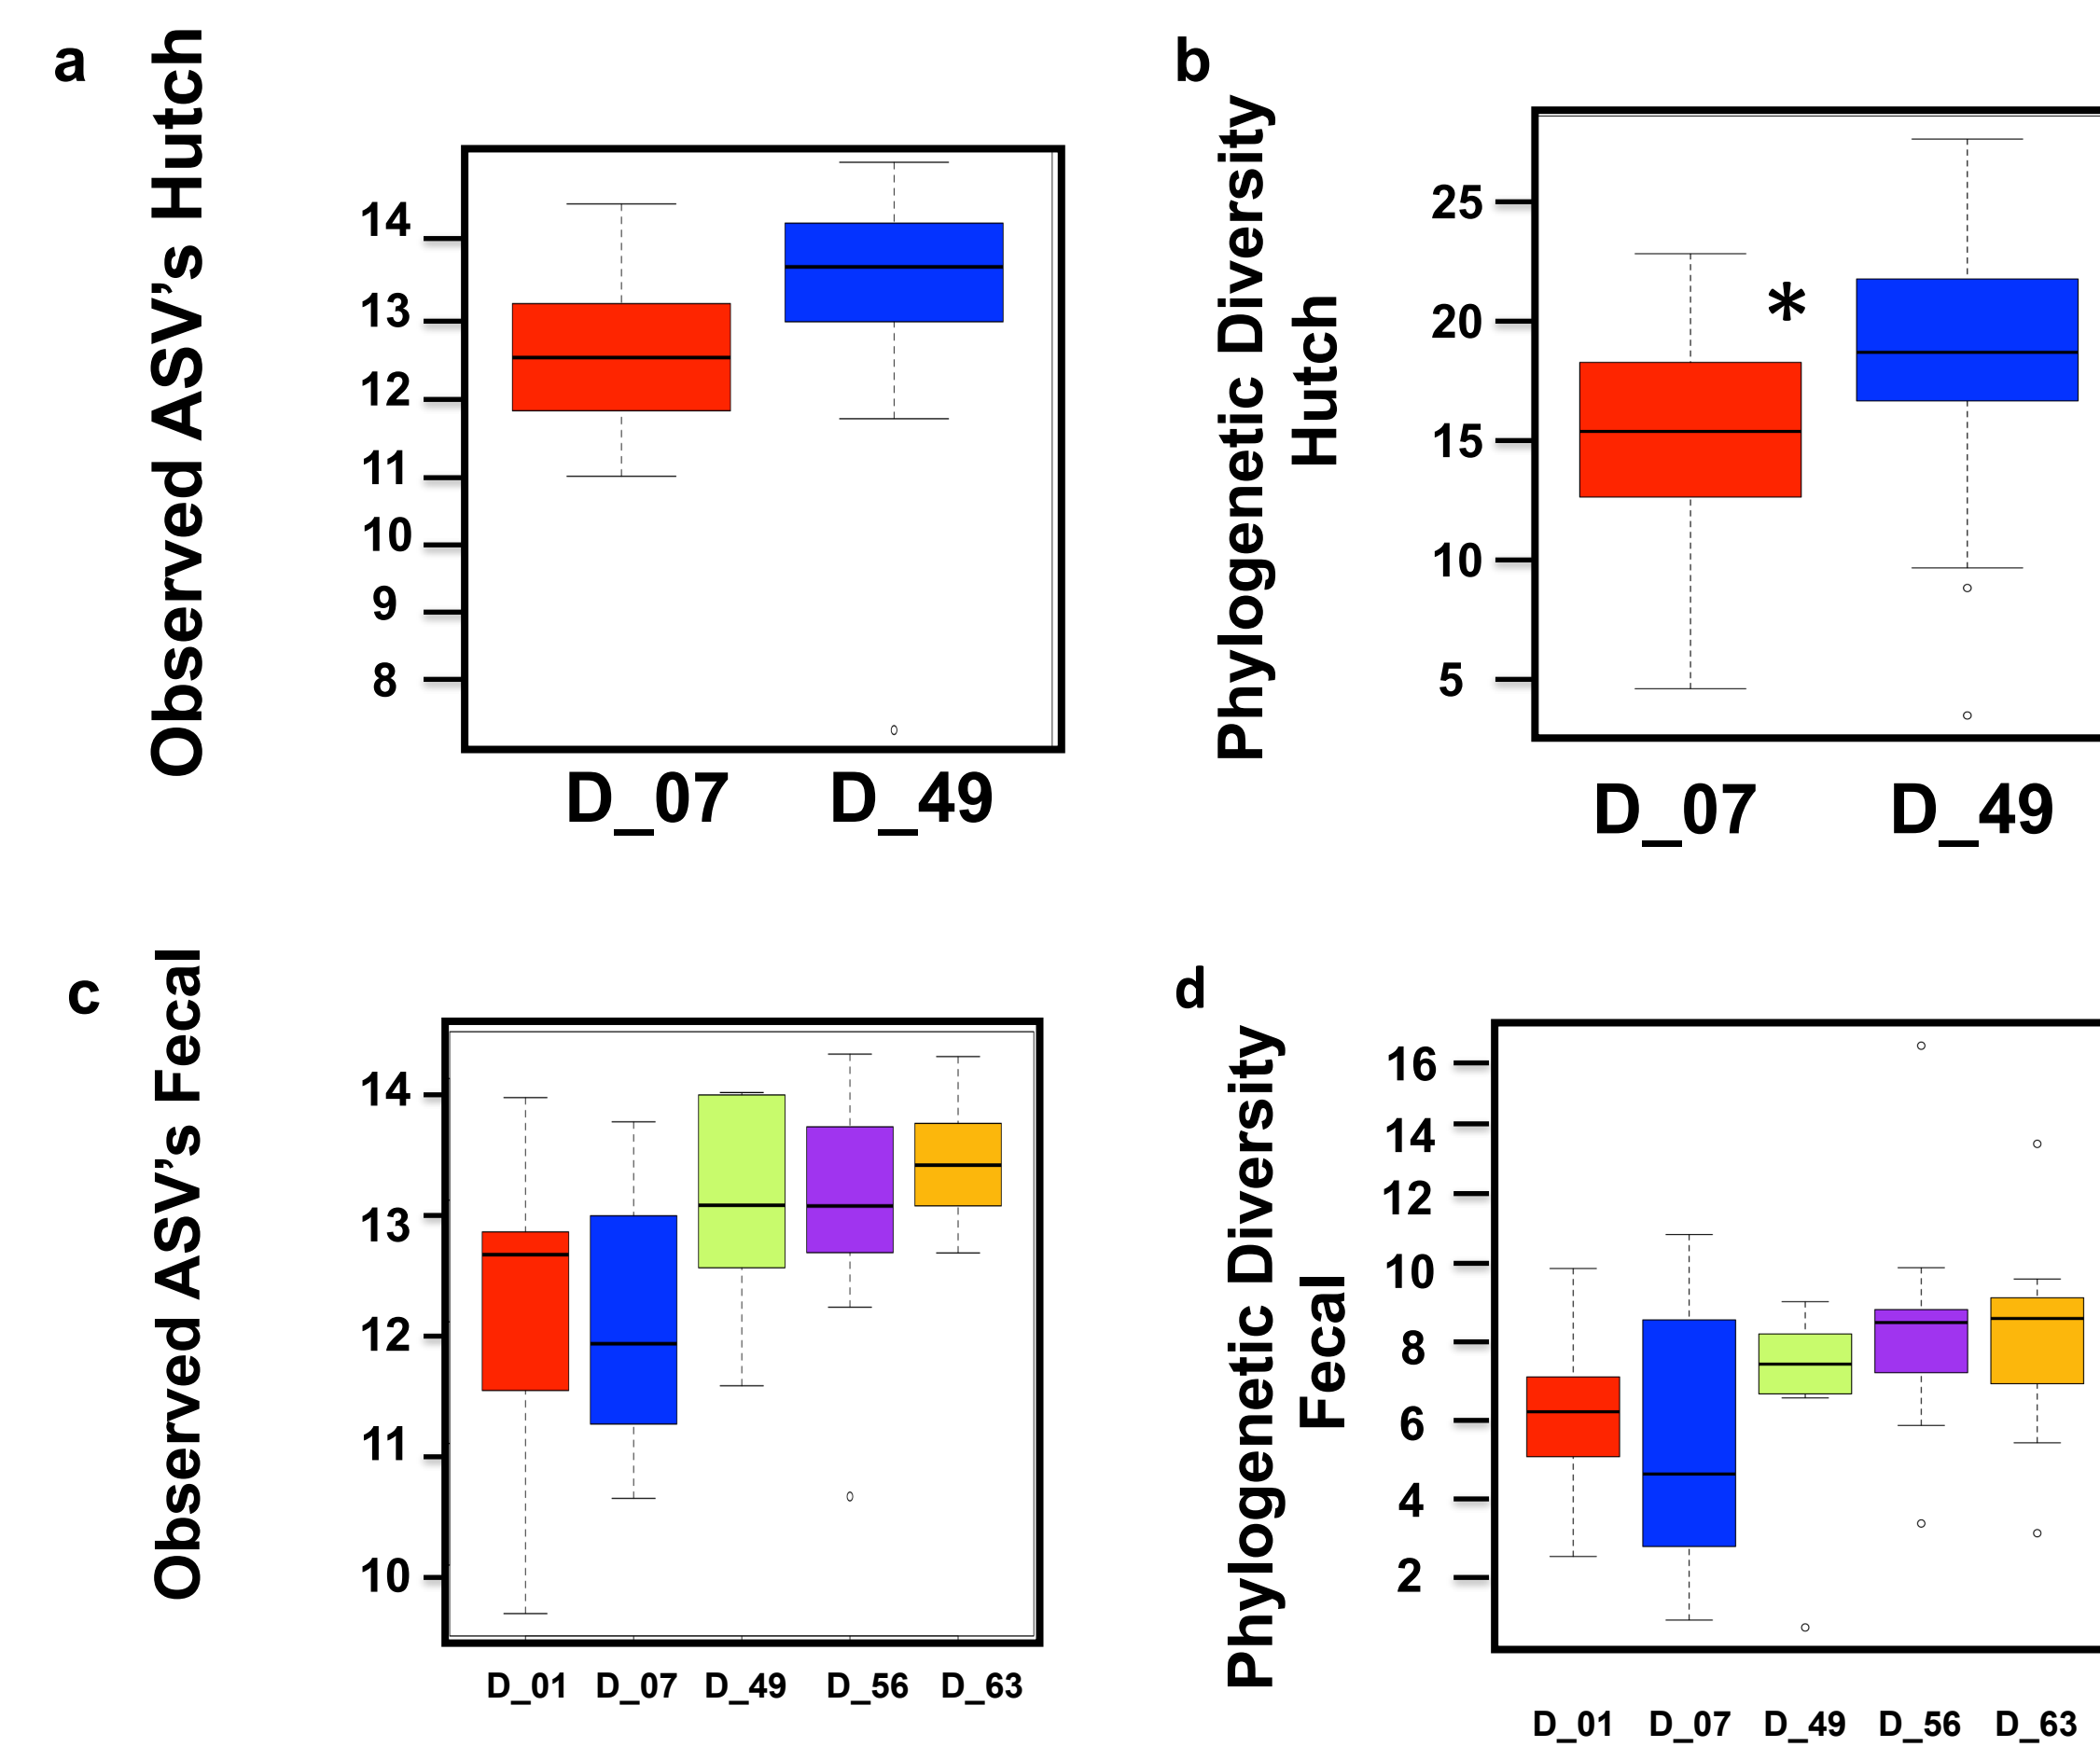 a
Observed ASV's Hutch
14
13
12
11
10
9
8
D_07 D_49
b
Phylogenetic Diversity
Hutch
25
20
15
10
5
*
D_07 D_49
c
Observed ASV's Fecal
14
13
12
11
10
D_01 D_07 D_49 D_56 D_63
d
Phylogenetic Diversity
Fecal
16
14
12
10
8
6
4
2
D_01 D_07 D_49 D_56 D_63